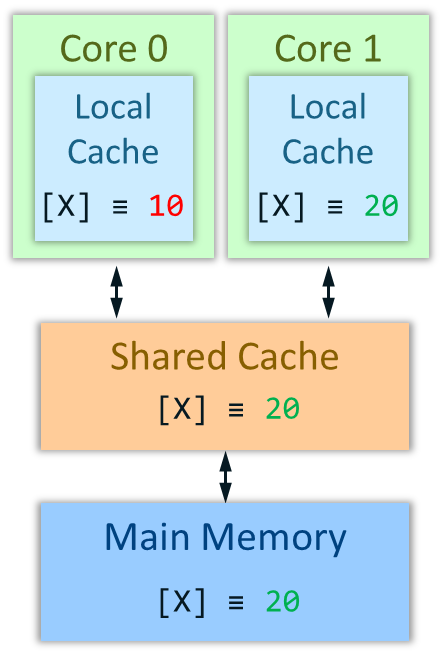 Core 0
Local
Cache
[X] ≡ 10
Core 1
Local
Cache
[X] ≡ 20
Shared Cache
[X] ≡ 20
Main Memory
[X] ≡ 20